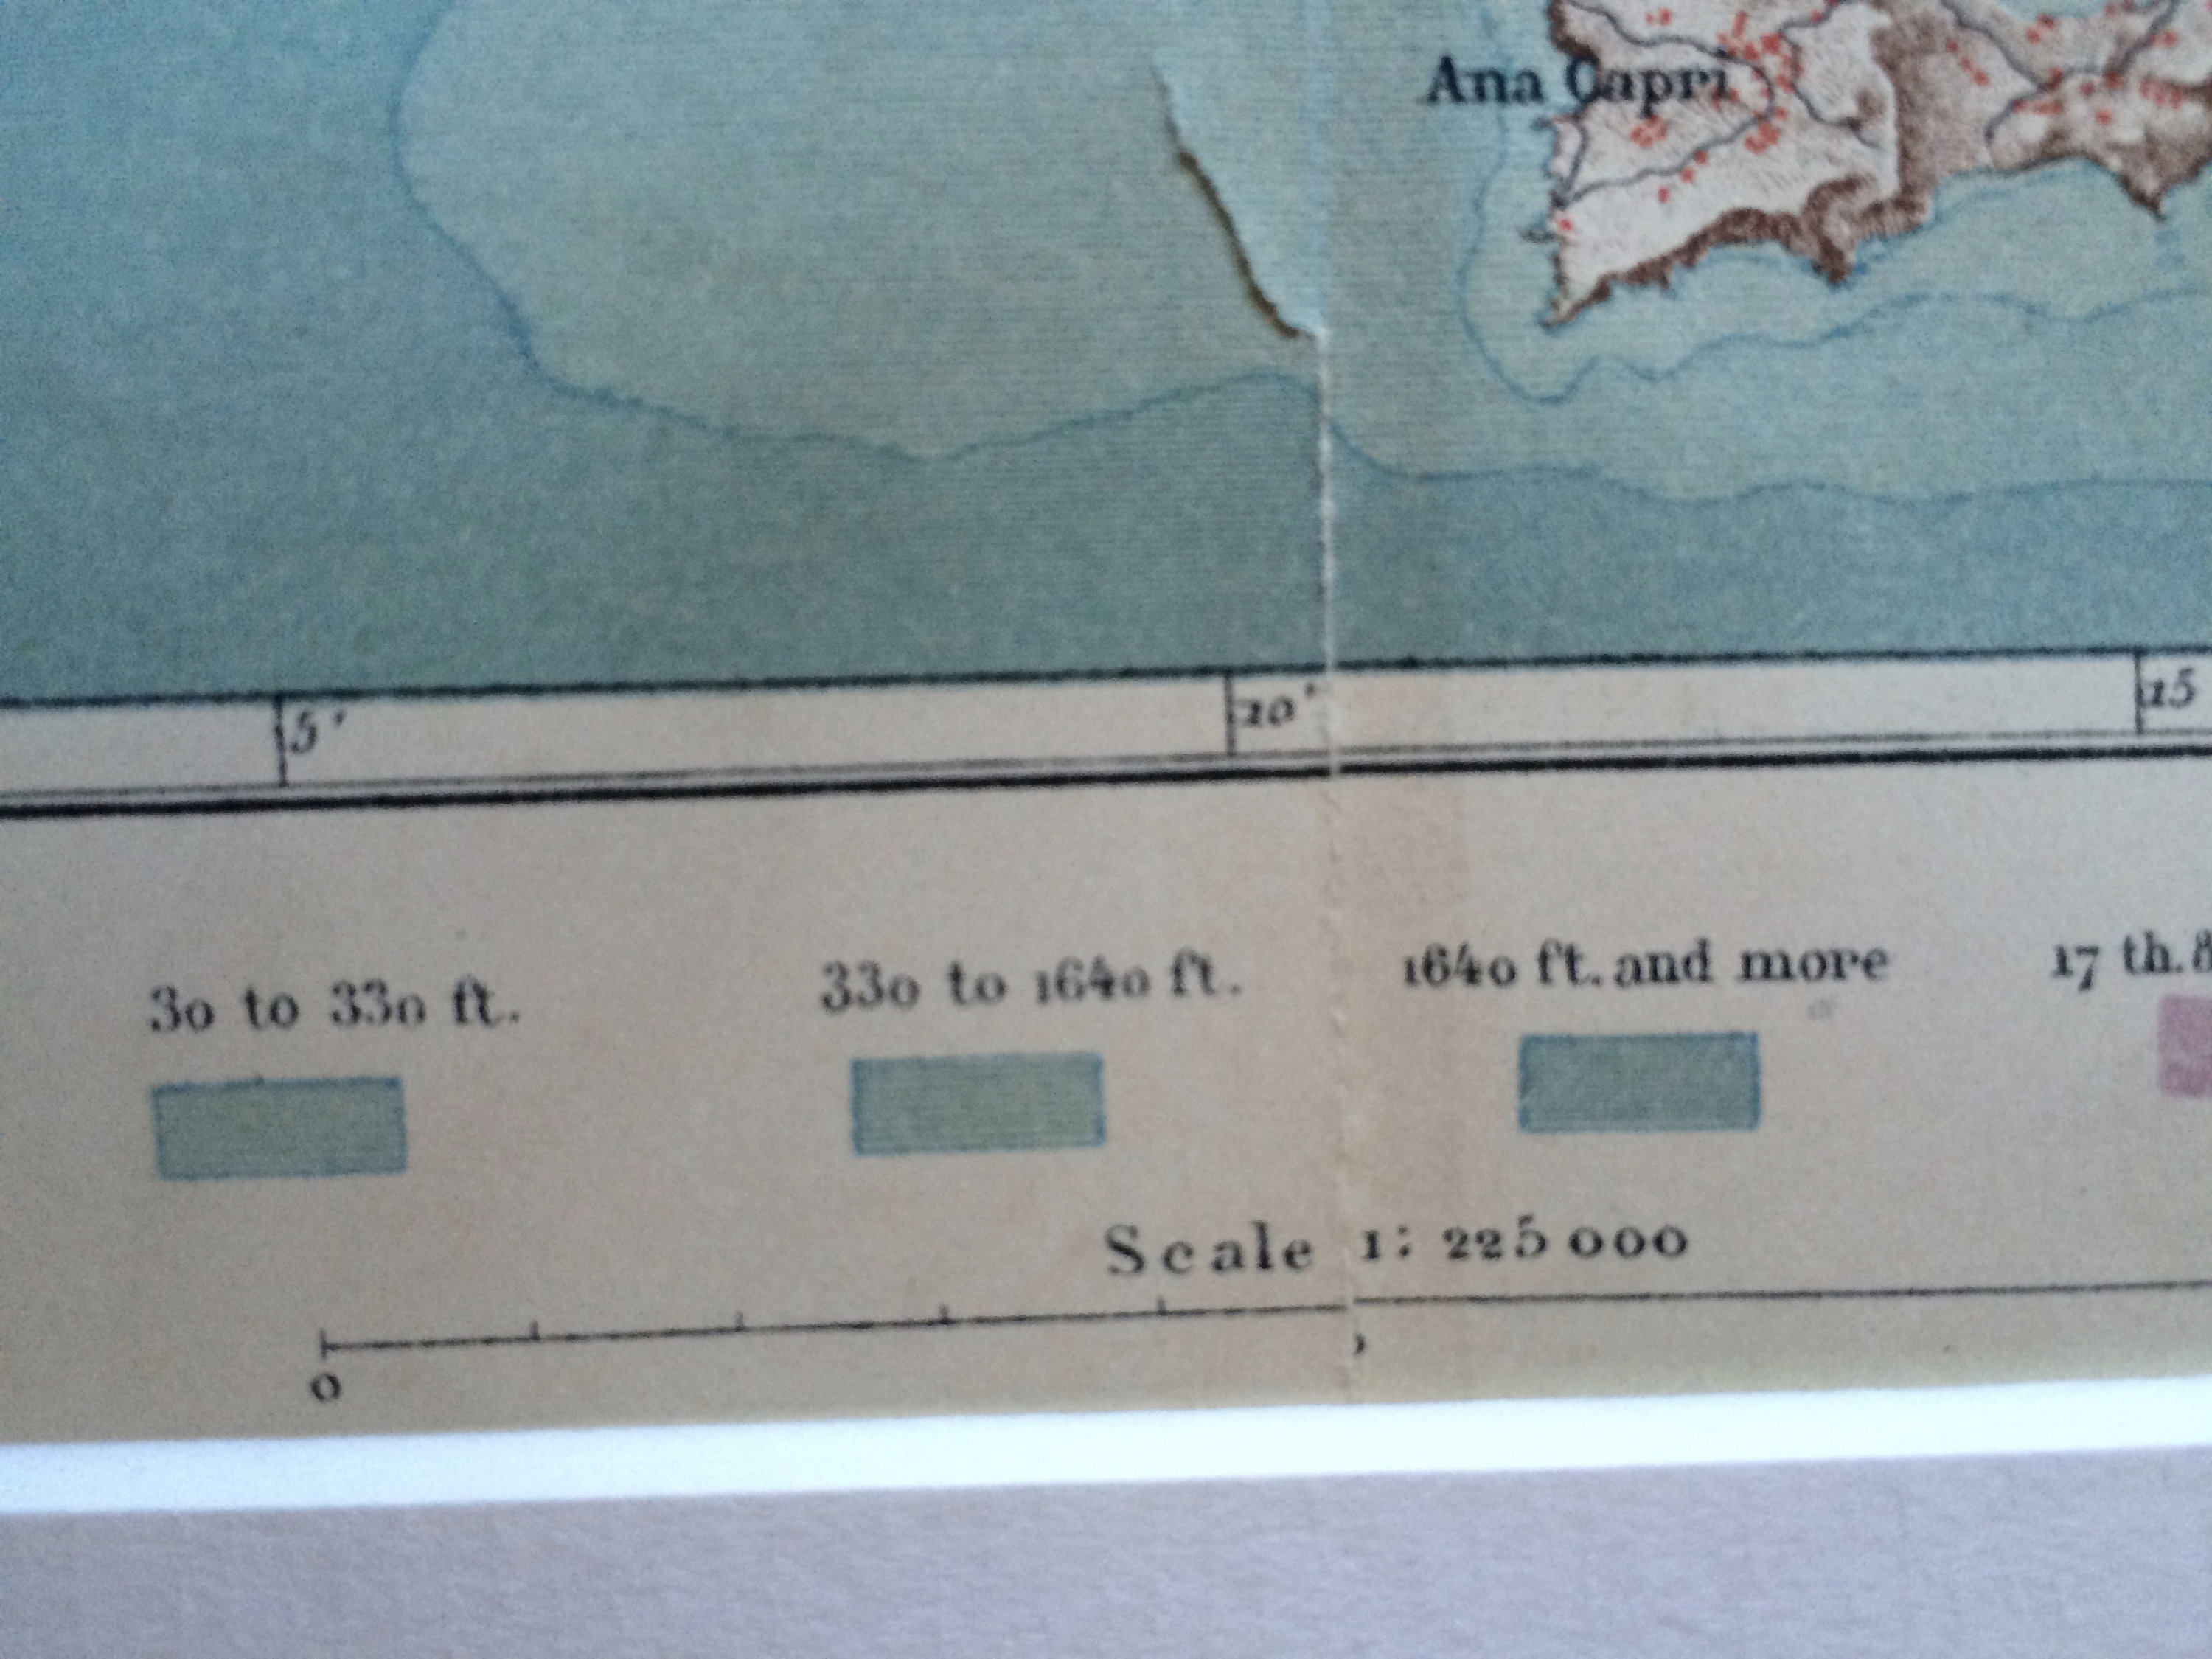 Ana Capri
5' 10' 15
30 to 330 ft. 330 to 1640 ft. 1640 ft. and more 17 th.
Scale 1: 225 000
0